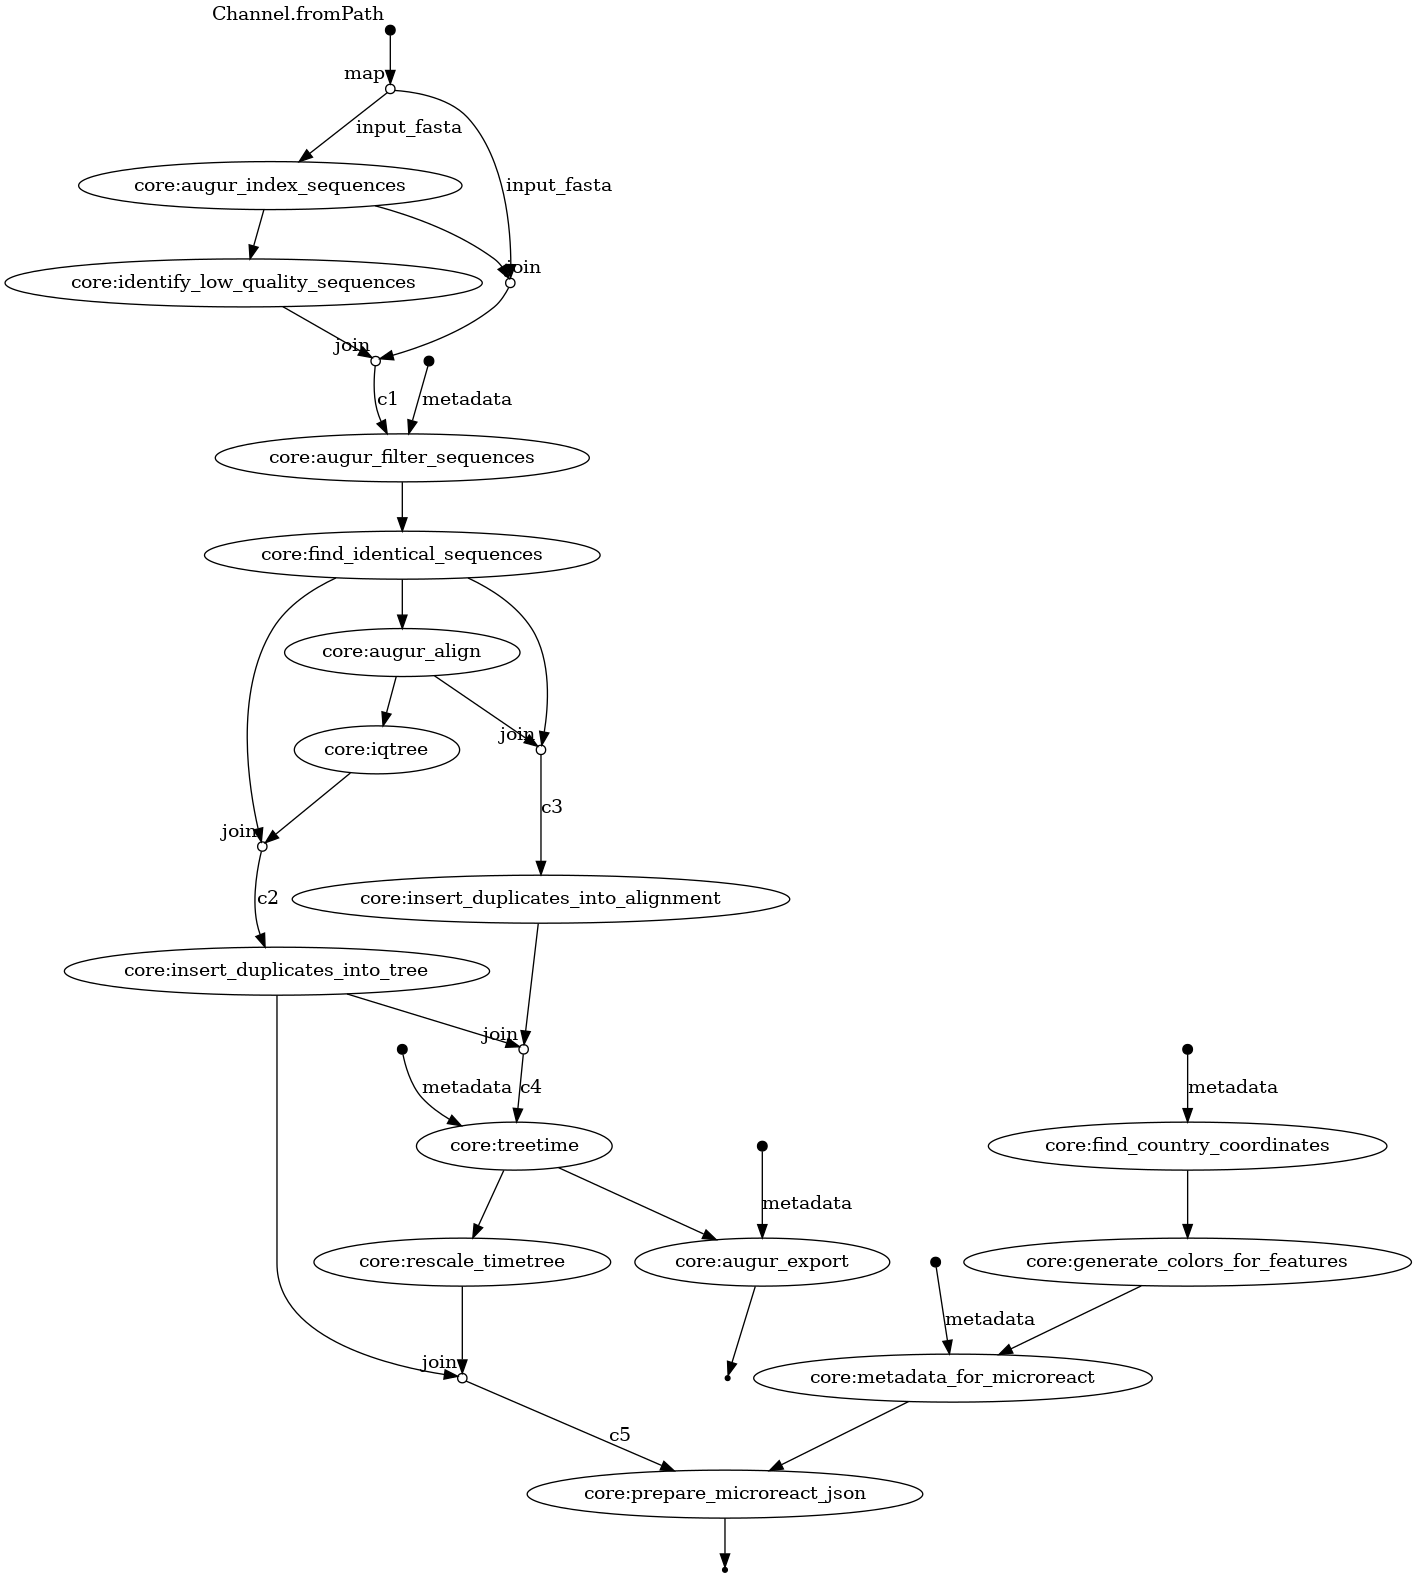 Channel.fromPath
map
input_fasta
core:augur_index_sequences
input_fasta
join
core:identify_low_quality_sequences
join
c1
metadata
core:augur_filter_sequences
core:find_identical_sequences
core:augur_align
join
core:iqtree
c3
join
c2
core:insert_duplicates_into_alignment
core:insert_duplicates_into_tree
join
metadata
c4
metadata
core:treetime
core:find_country_coordinates
metadata
core:rescale_timetree
core:augur_export
core:generate_colors_for_features
metadata
join
core:metadata_for_microreact
c5
core:prepare_microreact_json